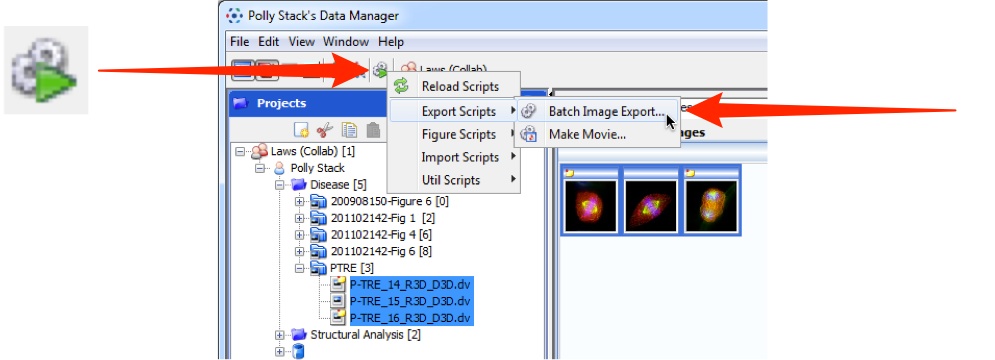 Polly Stack's Data Manager
File Edit View Window Help
Laws (Collab)
Reload Scripts
Projects
Export Scripts
Batch Image Export...
Figure Scripts
Make Movie...
Import Scripts
Util Scripts
Laws (Collab) [1]
Polly Stack
Disease [5]
200908150-Figure 6 [0]
201102142-Fig 1 [2]
201102142-Fig 4 [6]
201102142-Fig 6 [8]
PTRE [3]
P-TRE_14_R3D_D3D.dv
P-TRE_15_R3D_D3D.dv
P-TRE_16_R3D_D3D.dv
Structural Analysis [2]